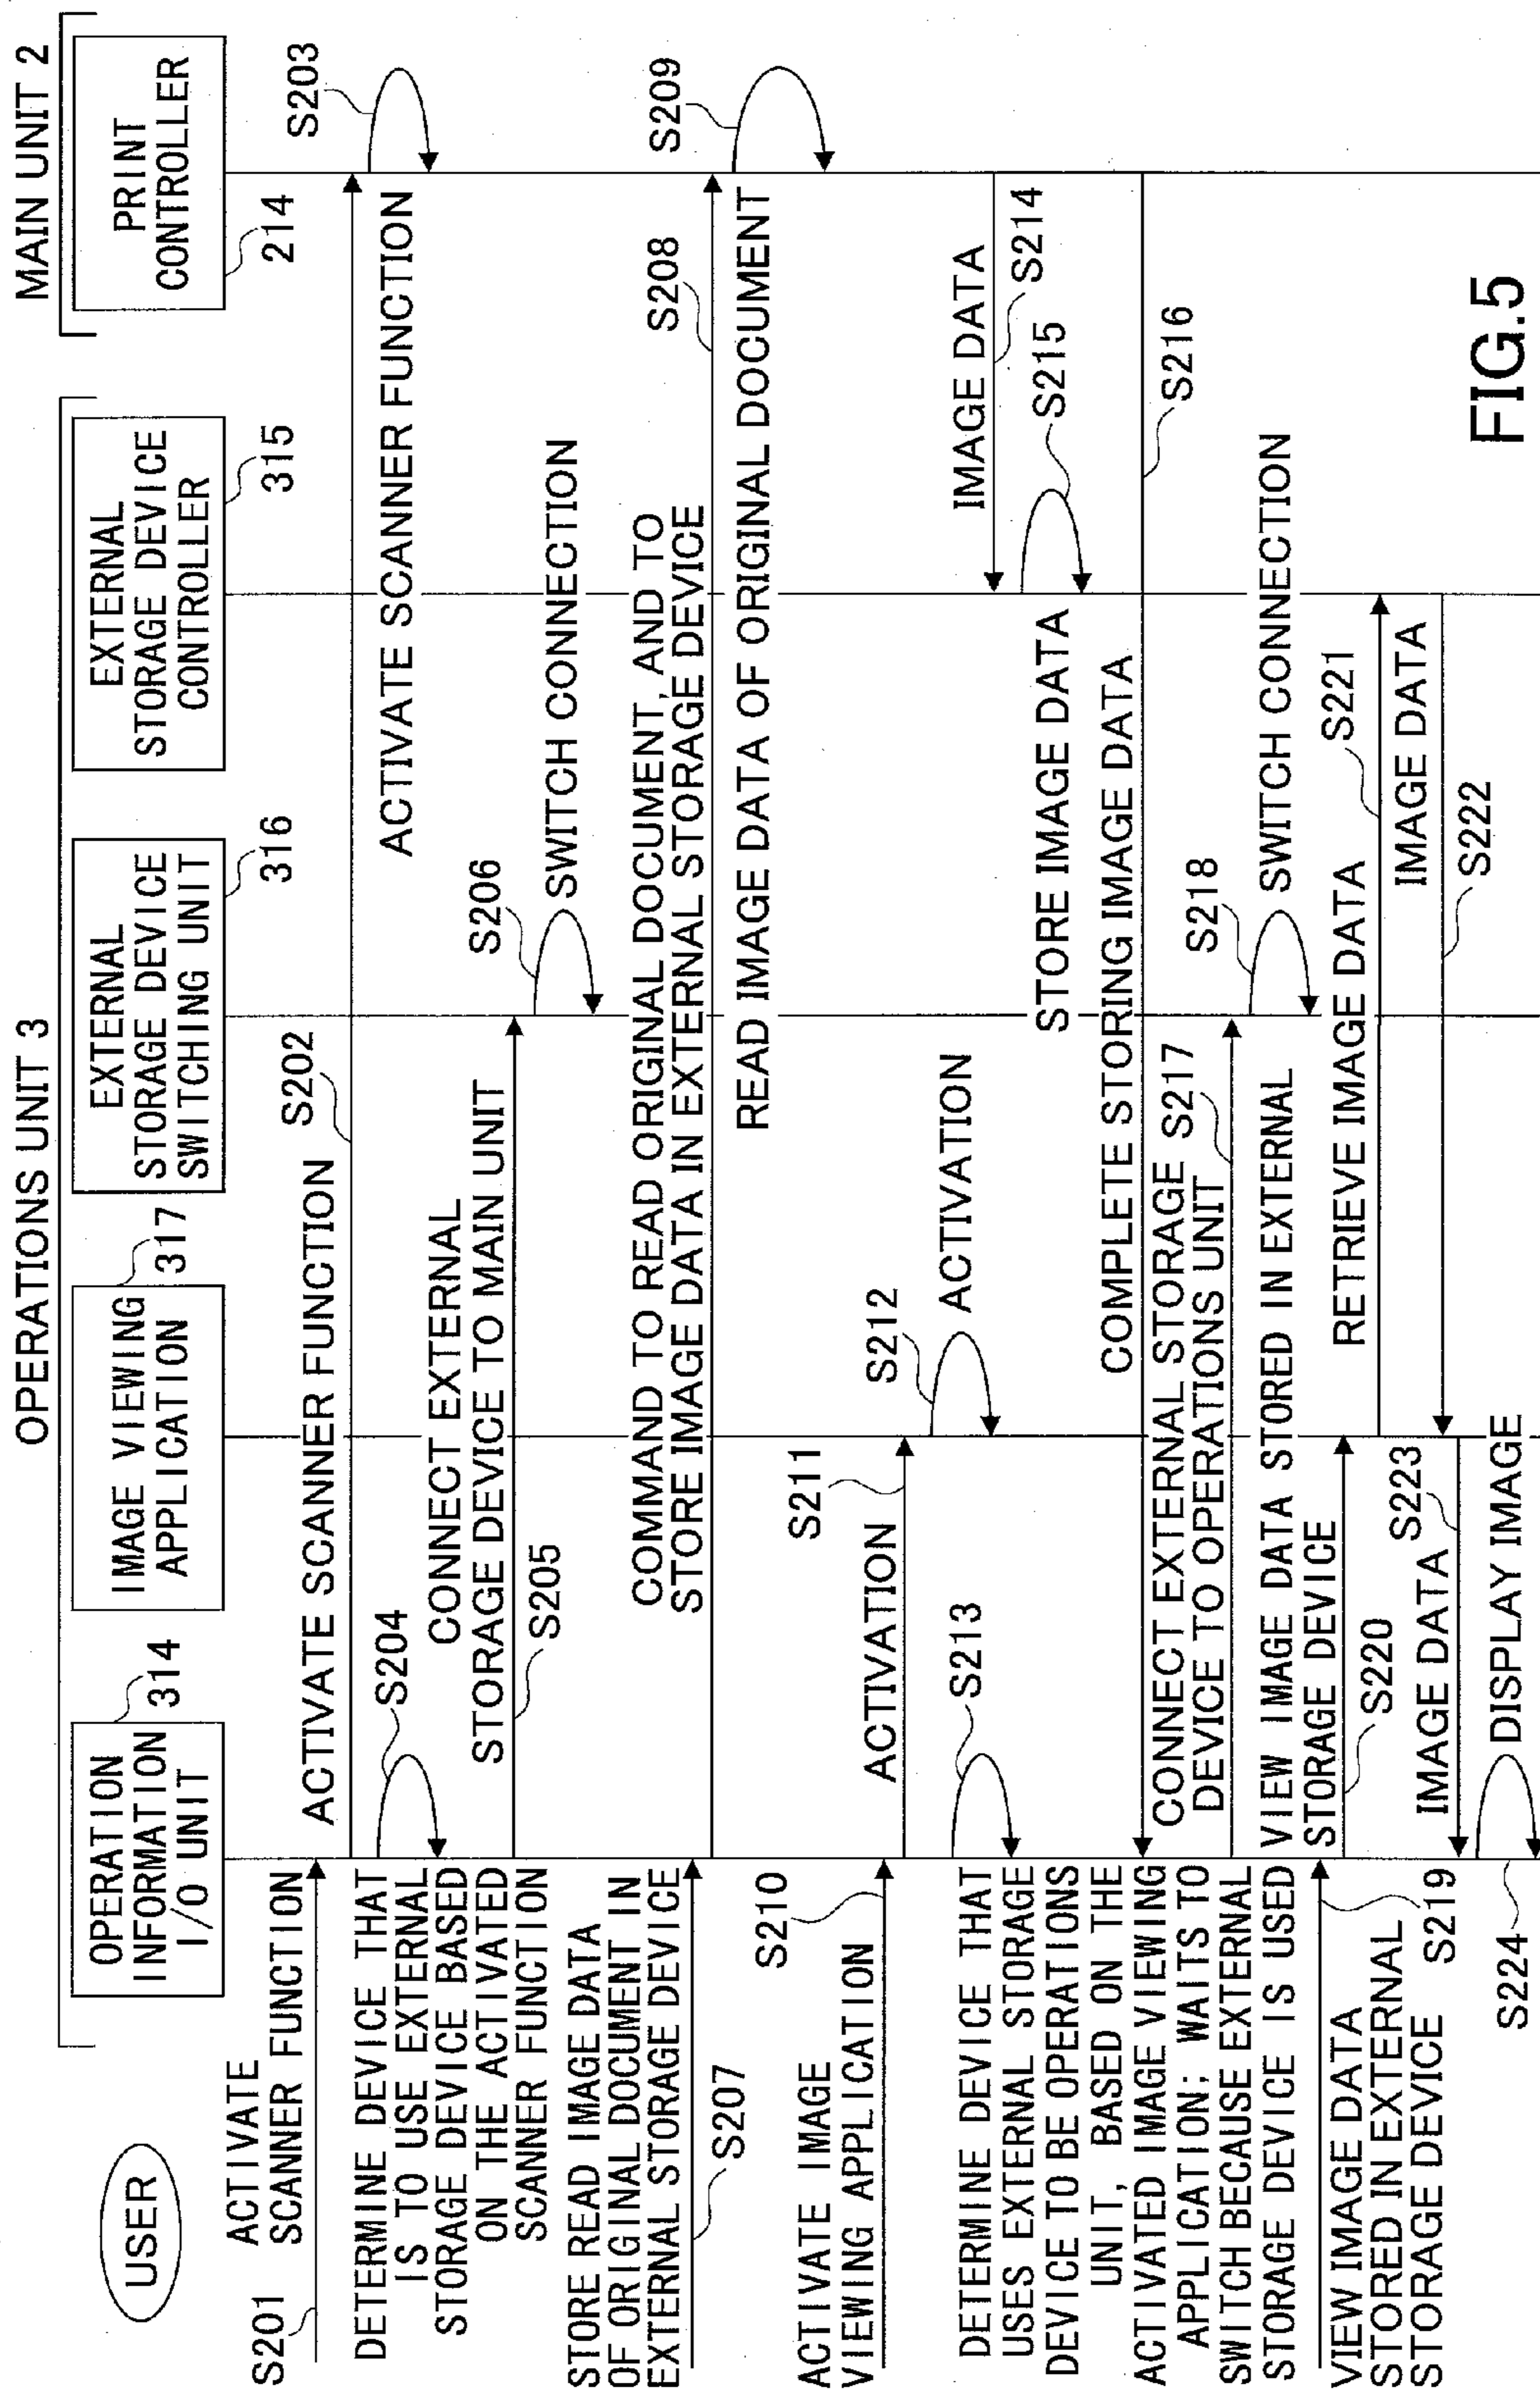 OPERATIONS UNIT 3
MAIN UNIT 2
USER
OPERATION
INFORMATION
I/O UNIT
314
IMAGE VIEWING
APPLICATION
317
EXTERNAL
STORAGE DEVICE
SWITCHING UNIT
316
EXTERNAL
STORAGE DEVICE
CONTROLLER
315
PRINT
CONTROLLER
214
S201
ACTIVATE
SCANNER FUNCTION
ACTIVATE SCANNER FUNCTION
S202
S203
ACTIVATE SCANNER FUNCTION
DETERMINE DEVICE THAT
IS TO USE EXTERNAL
STORAGE DEVICE BASED
ON THE ACTIVATED
SCANNER FUNCTION
S204
CONNECT EXTERNAL
STORAGE DEVICE TO MAIN UNIT
S205
S206
SWITCH CONNECTION
STORE READ IMAGE DATA
OF ORIGINAL DOCUMENT IN
EXTERNAL STORAGE DEVICE
S207
COMMAND TO READ ORIGINAL DOCUMENT, AND TO
STORE IMAGE DATA IN EXTERNAL STORAGE DEVICE
S208
S209
READ IMAGE DATA OF ORIGINAL DOCUMENT
ACTIVATE IMAGE
VIEWING APPLICATION
S210
ACTIVATION
S211
S212
ACTIVATION
DETERMINE DEVICE THAT
USES EXTERNAL STORAGE
DEVICE TO BE OPERATIONS
UNIT, BASED ON THE
ACTIVATED IMAGE VIEWING
APPLICATION; WAITS TO
SWITCH BECAUSE EXTERNAL
STORAGE DEVICE IS USED
S213
IMAGE DATA
S214
S215
STORE IMAGE DATA
COMPLETE STORING IMAGE DATA
S216
CONNECT EXTERNAL STORAGE
DEVICE TO OPERATIONS UNIT
S217
S218
SWITCH CONNECTION
VIEW IMAGE DATA
STORED IN EXTERNAL
STORAGE DEVICE
S219
VIEW IMAGE DATA STORED IN EXTERNAL
STORAGE DEVICE
S220
RETRIEVE IMAGE DATA
S221
IMAGE DATA
S222
IMAGE DATA
S223
S224
DISPLAY IMAGE
FIG.5